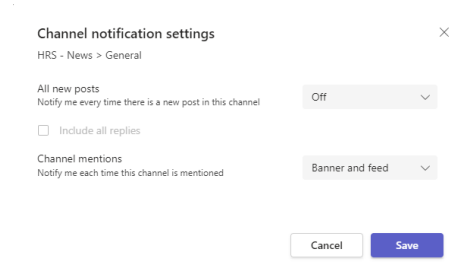 Channel notification settings
HRS - News > General
All new posts
Notify me every time there is a new post in this channel
Off
Include all replies
Channel mentions
Notify me each time this channel is mentioned
Banner and feed
Cancel
Save